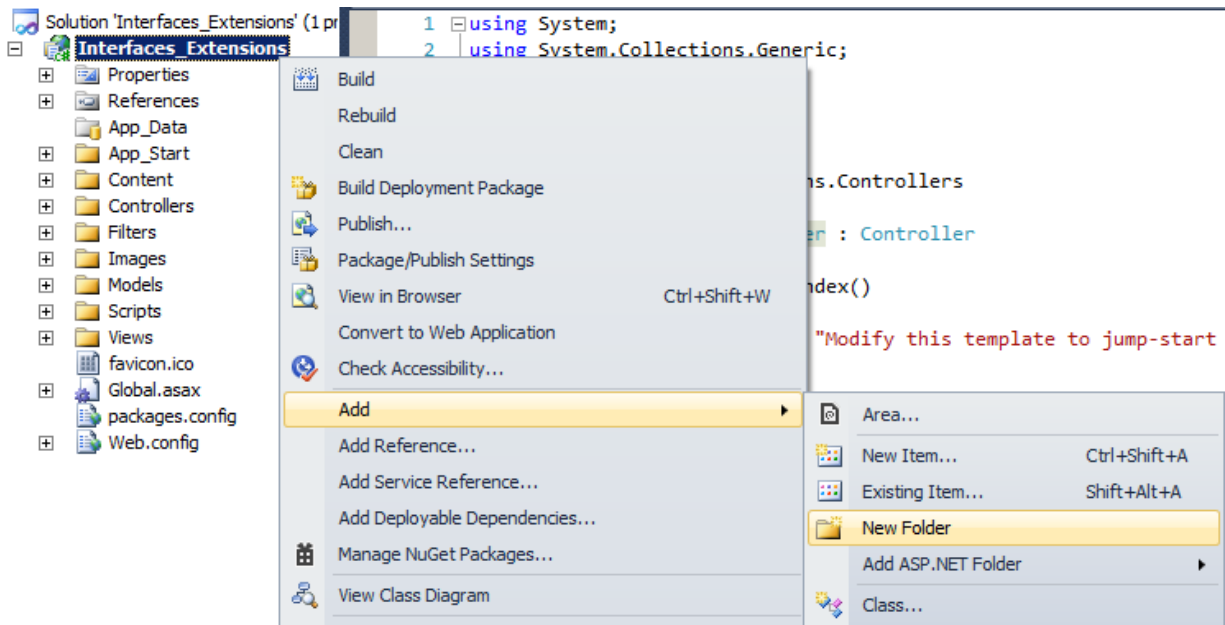 Solution 'Interfaces_Extensions' (1 pr
Interfaces_Extensions
Properties
References
App_Data
App_Start
Content
Controllers
Filters
Images
Models
Scripts
Views
favicon.ico
Global.asax
packages.config
Web.config
1 using System;
2 using System.Collections.Generic;
ns.Controllers
er : Controller
ndex()
"Modify this template to jump-start
Build
Rebuild
Clean
Build Deployment Package
Publish...
Package/Publish Settings
View in Browser Ctrl+Shift+W
Convert to Web Application
Check Accessibility...
Add
Add Reference...
Add Service Reference...
Add Deployable Dependencies...
Manage NuGet Packages...
View Class Diagram
Area...
New Item... Ctrl+Shift+A
Existing Item... Shift+Alt+A
New Folder
Add ASP.NET Folder
Class...